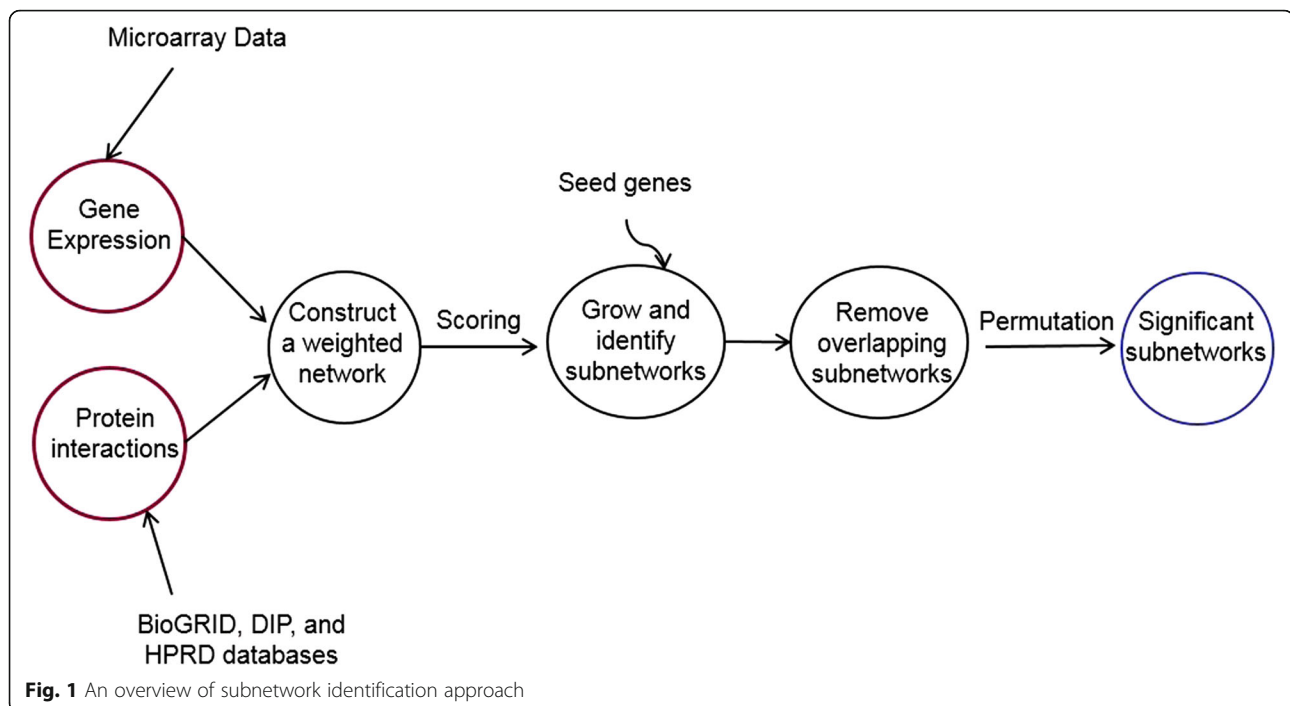 Microarray Data
Gene
Expression
Seed genes
Construct
a weighted
network
Scoring
Grow and
identify
subnetworks
Remove
overlapping
subnetworks
Permutation
Significant
subnetworks
Protein
interactions
BioGRID, DIP, and
HPRD databases
Fig. 1 An overview of subnetwork identification approach